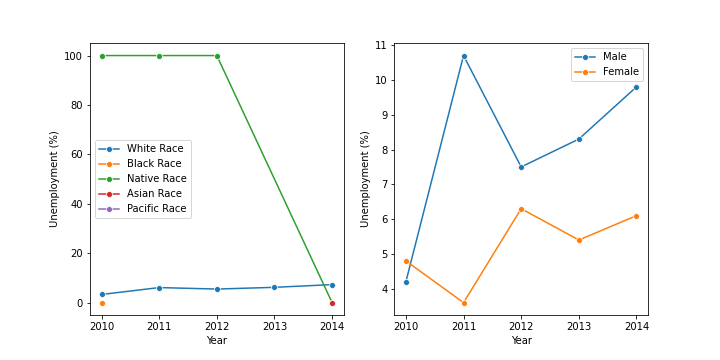 100
80
60
40
20
0
Unemployment (%)
White Race
Black Race
Native Race
Asian Race
Pacific Race
2010 2011 2012 2013 2014
Year
11
10
9
8
7
6
5
4
Unemployment (%)
Male
Female
2010 2011 2012 2013 2014
Year